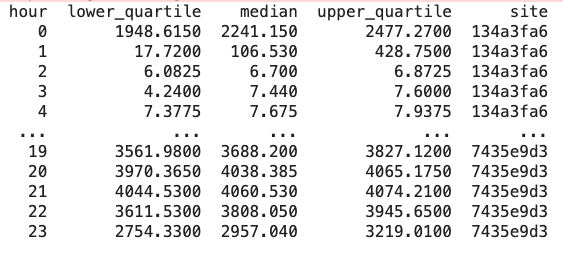 hour lower_quartile median upper_quartile site
0 1948.6150 2241.150 2477.2700 134a3fa6
1 17.7200 106.530 428.7500 134a3fa6
2 6.0825 6.700 6.8725 134a3fa6
3 4.2400 7.440 7.6000 134a3fa6
4 7.3775 7.675 7.9375 134a3fa6
... ... ... ... ...
19 3561.9800 3688.200 3827.1200 7435e9d3
20 3970.3650 4038.385 4065.1750 7435e9d3
21 4044.5300 4060.530 4074.2100 7435e9d3
22 3611.5300 3808.050 3945.6500 7435e9d3
23 2754.3300 2957.040 3219.0100 7435e9d3